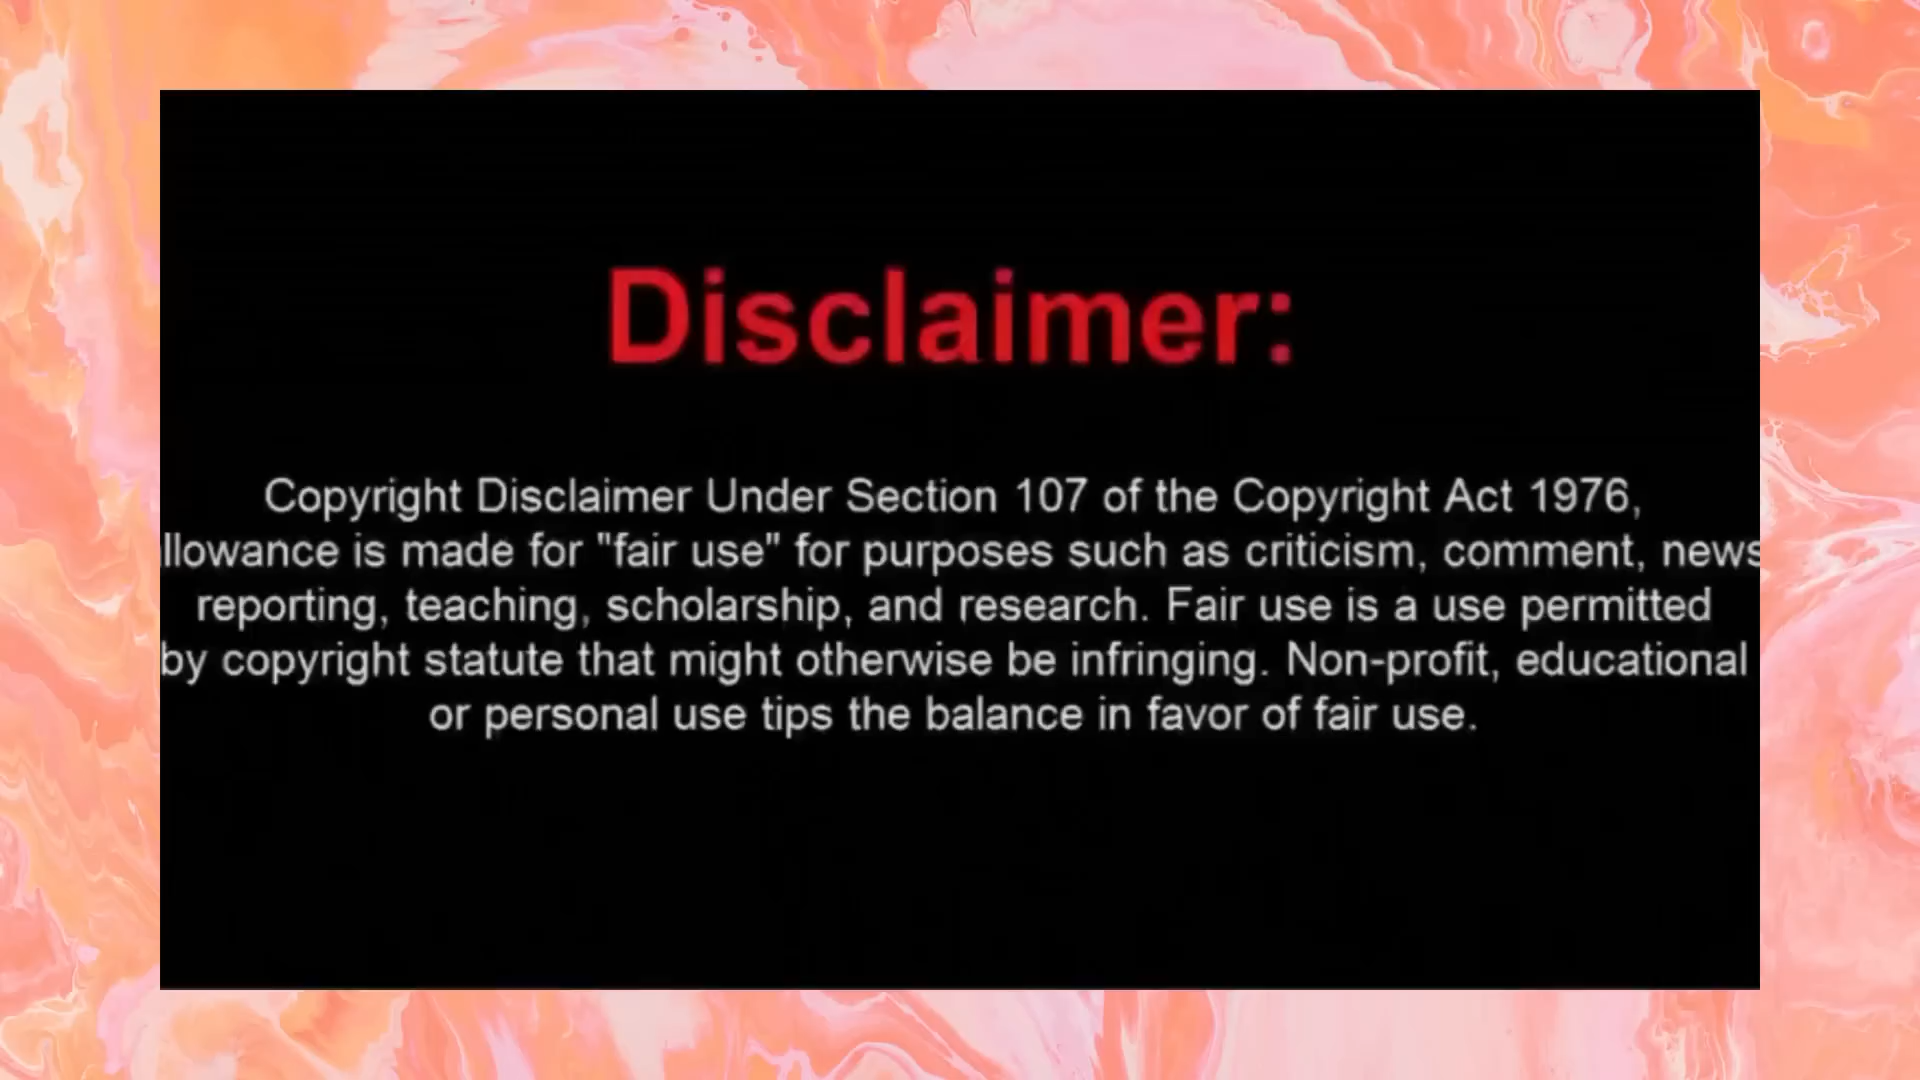 Disclaimer:
Copyright Disclaimer Under Section 107 of the Copyright Act 1976,
llowance is made for "fair use" for purposes such as criticism, comment, news
reporting, teaching, scholarship, and research. Fair use is a use permitted
by copyright statute that might otherwise be infringing. Non-profit, educational
or personal use tips the balance in favor of fair use.